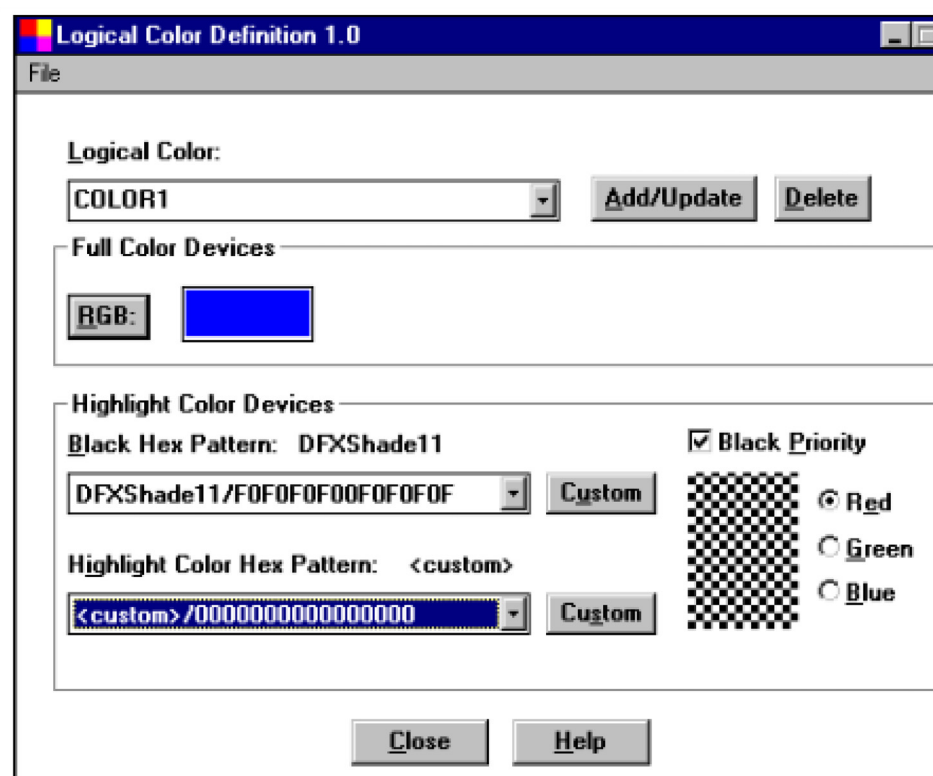 Logical Color Definition 1.0
File
Logical Color:
COLOR1
Add/Update
Delete
Full Color Devices
RGB:
Highlight Color Devices
Black Hex Pattern: DFXShade11
Black Priority
DFXShade11/F0F0F0F00F0F0F0F
Custom
Red
Green
Blue
Highlight Color Hex Pattern: <custom>
<custom>/0000000000000000
Custom
Close
Help